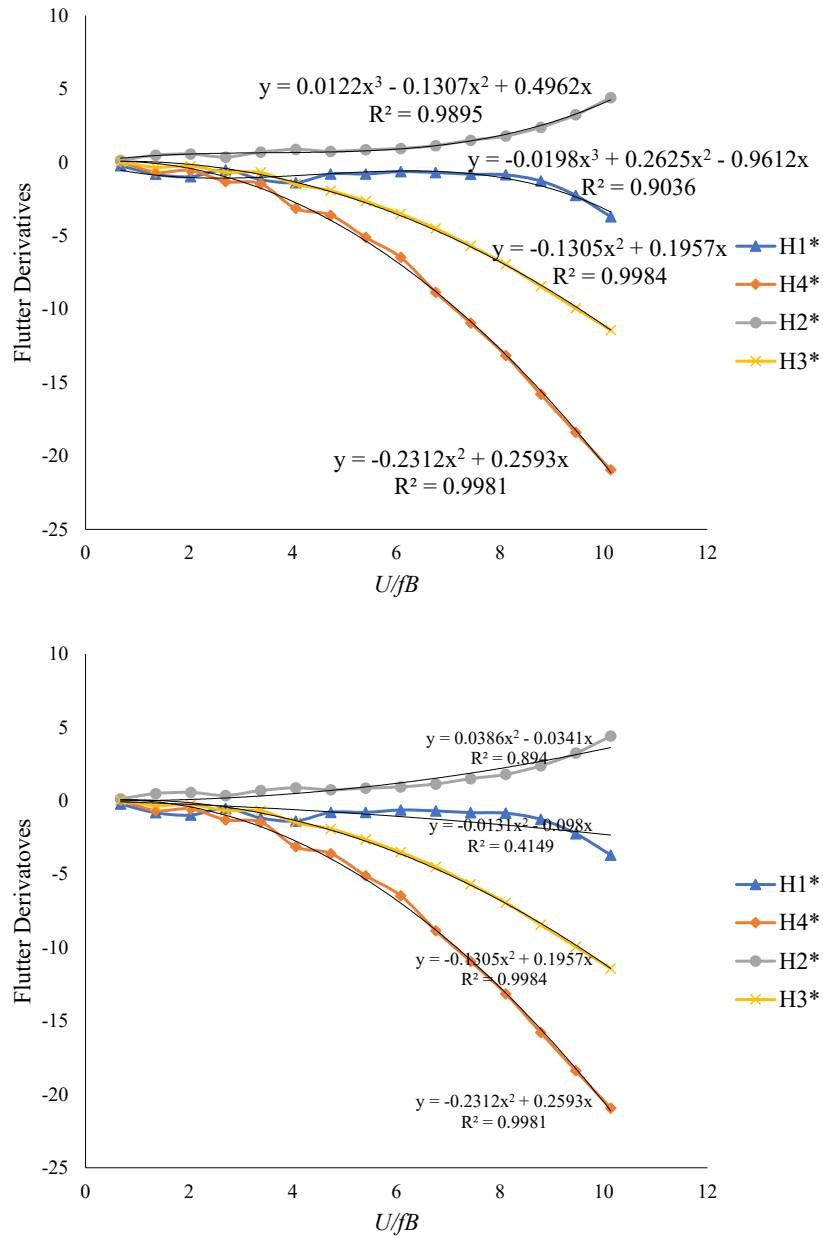 10
5
0
-5
-10
-15
-20
-25
0
2
4
6
8
10
12
Flutter Derivatives
U/fB
y = 0.0122x³ - 0.1307x² + 0.4962x
R² = 0.9895
y = -0.0198x³ + 0.2625x² - 0.9612x
R² = 0.9036
y = -0.1305x² + 0.1957x
R² = 0.9984
y = -0.2312x² + 0.2593x
R² = 0.9981
H1*
H4*
H2*
H3*
10
5
0
-5
-10
-15
-20
-25
0
2
4
6
8
10
12
Flutter Derivatoves
U/fB
y = 0.0386x² - 0.0341x
R² = 0.894
y = -0.0131x² - 0.098x
R² = 0.4149
y = -0.1305x² + 0.1957x
R² = 0.9984
y = -0.2312x² + 0.2593x
R² = 0.9981
H1*
H4*
H2*
H3*